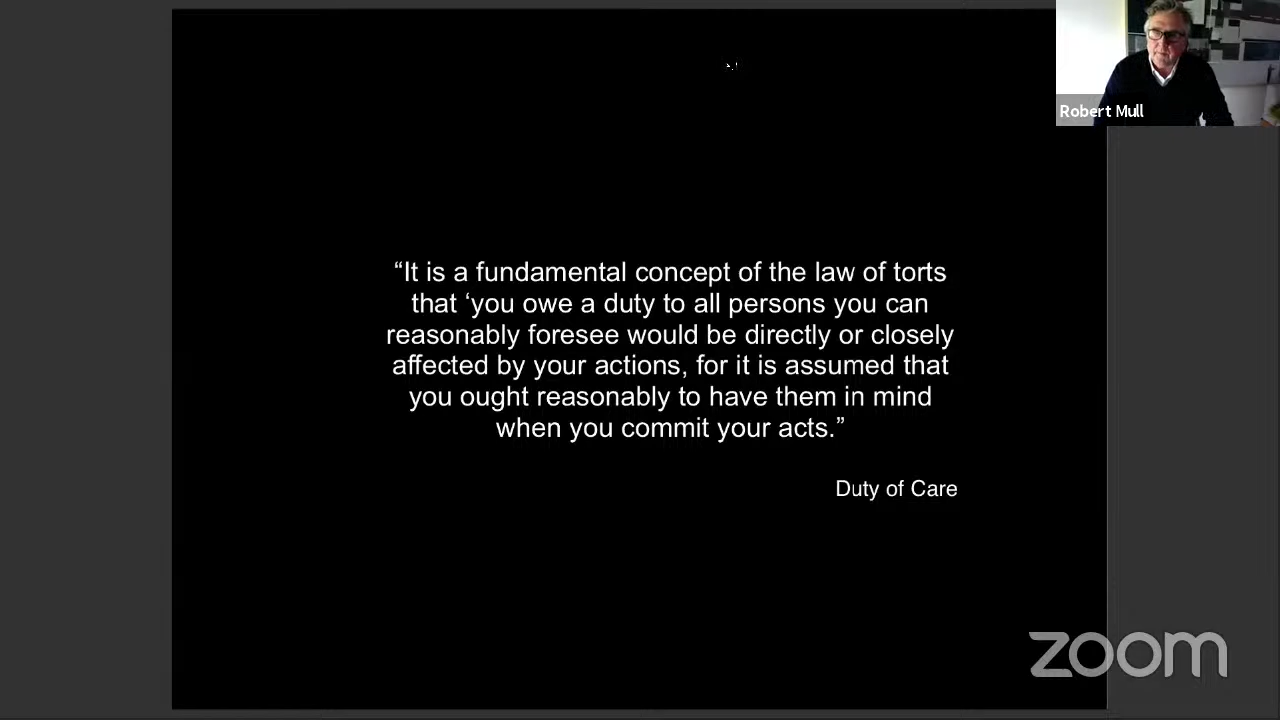 Robert Mull
“It is a fundamental concept of the law of torts
that ‘you owe a duty to all persons you can
reasonably foresee would be directly or closely
affected by your actions, for it is assumed that
you ought reasonably to have them in mind
when you commit your acts.”
Duty of Care
zoom